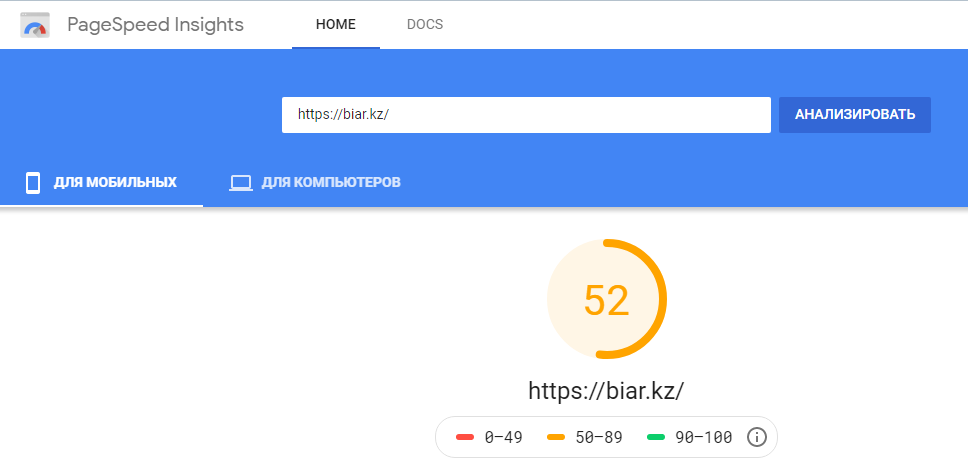 PageSpeed Insights HOME DOCS
https://biar.kz/ АНАЛИЗИРОВАТЬ
ДЛЯ МОБИЛЬНЫХ ДЛЯ КОМПЬЮТЕРОВ
52
https://biar.kz/
0–49 50–89 90–100